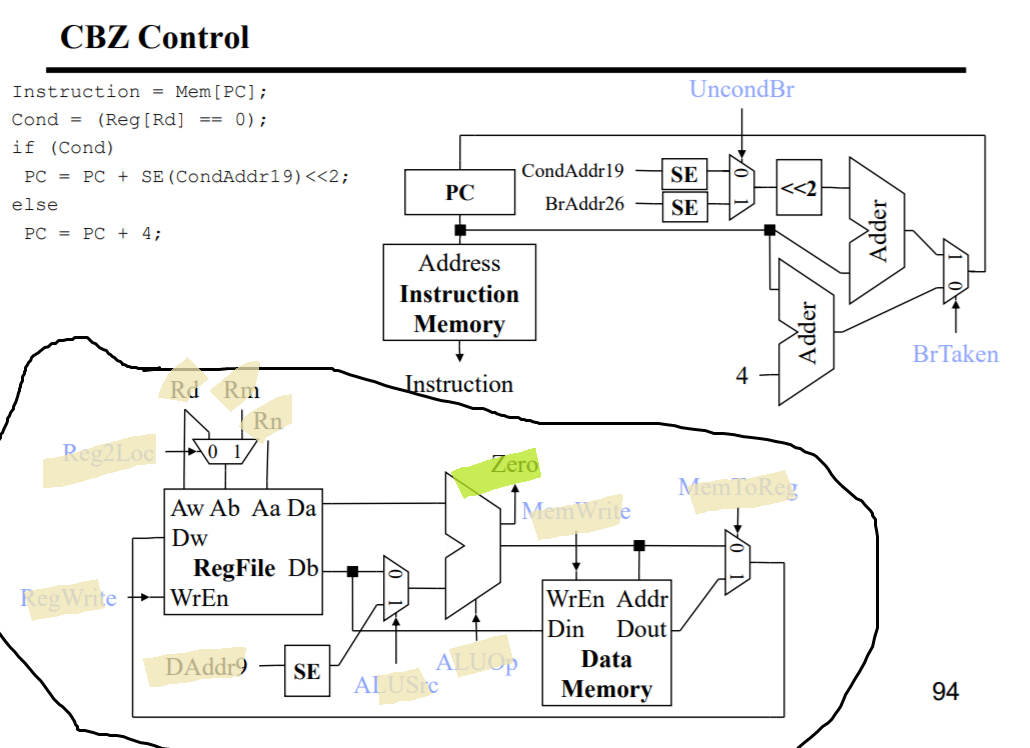 CBZ Control
Instruction = Mem[PC];
Cond = (Reg[Rd] == 0);
if (Cond)
PC = PC + SE(CondAddr19)<<2;
else
PC = PC + 4;
UncondBr
CondAddr19
SE
0
<<2
PC
BrAddr26
SE
1
Adder
1
0
Address
Instruction
Memory
Adder
BrTaken
4
Instruction
Rd Rm
Rn
Reg2Loc
0 1
Zero
MemToReg
Aw Ab Aa Da
MemWrite
Dw
RegFile Db
0
0
1
RegWrite
WrEn
1
WrEn Addr
Din Dout
DAddr9
SE
ALUOp
Data
ALUSrc
Memory
94